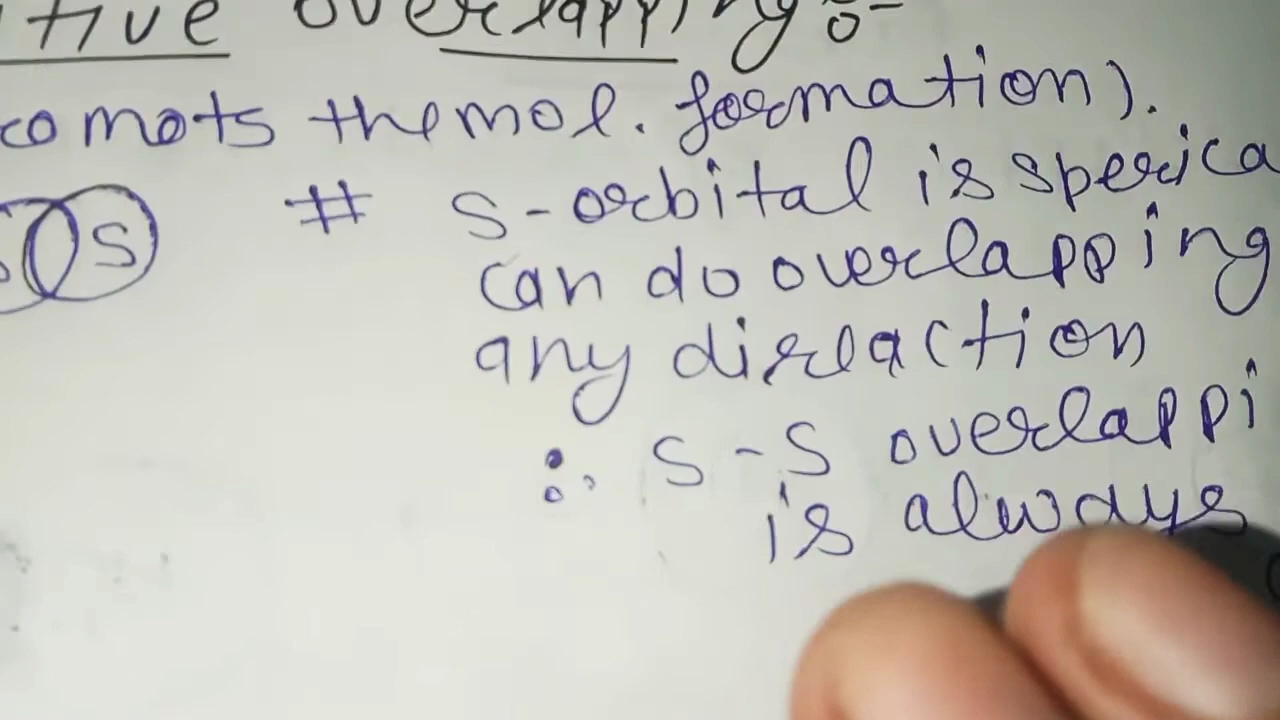 tive overlapping:-
comots the mol. formation).
S # S-orbital is sperica
can do overlapping
any diraction
∴ S-S overlappi
is always